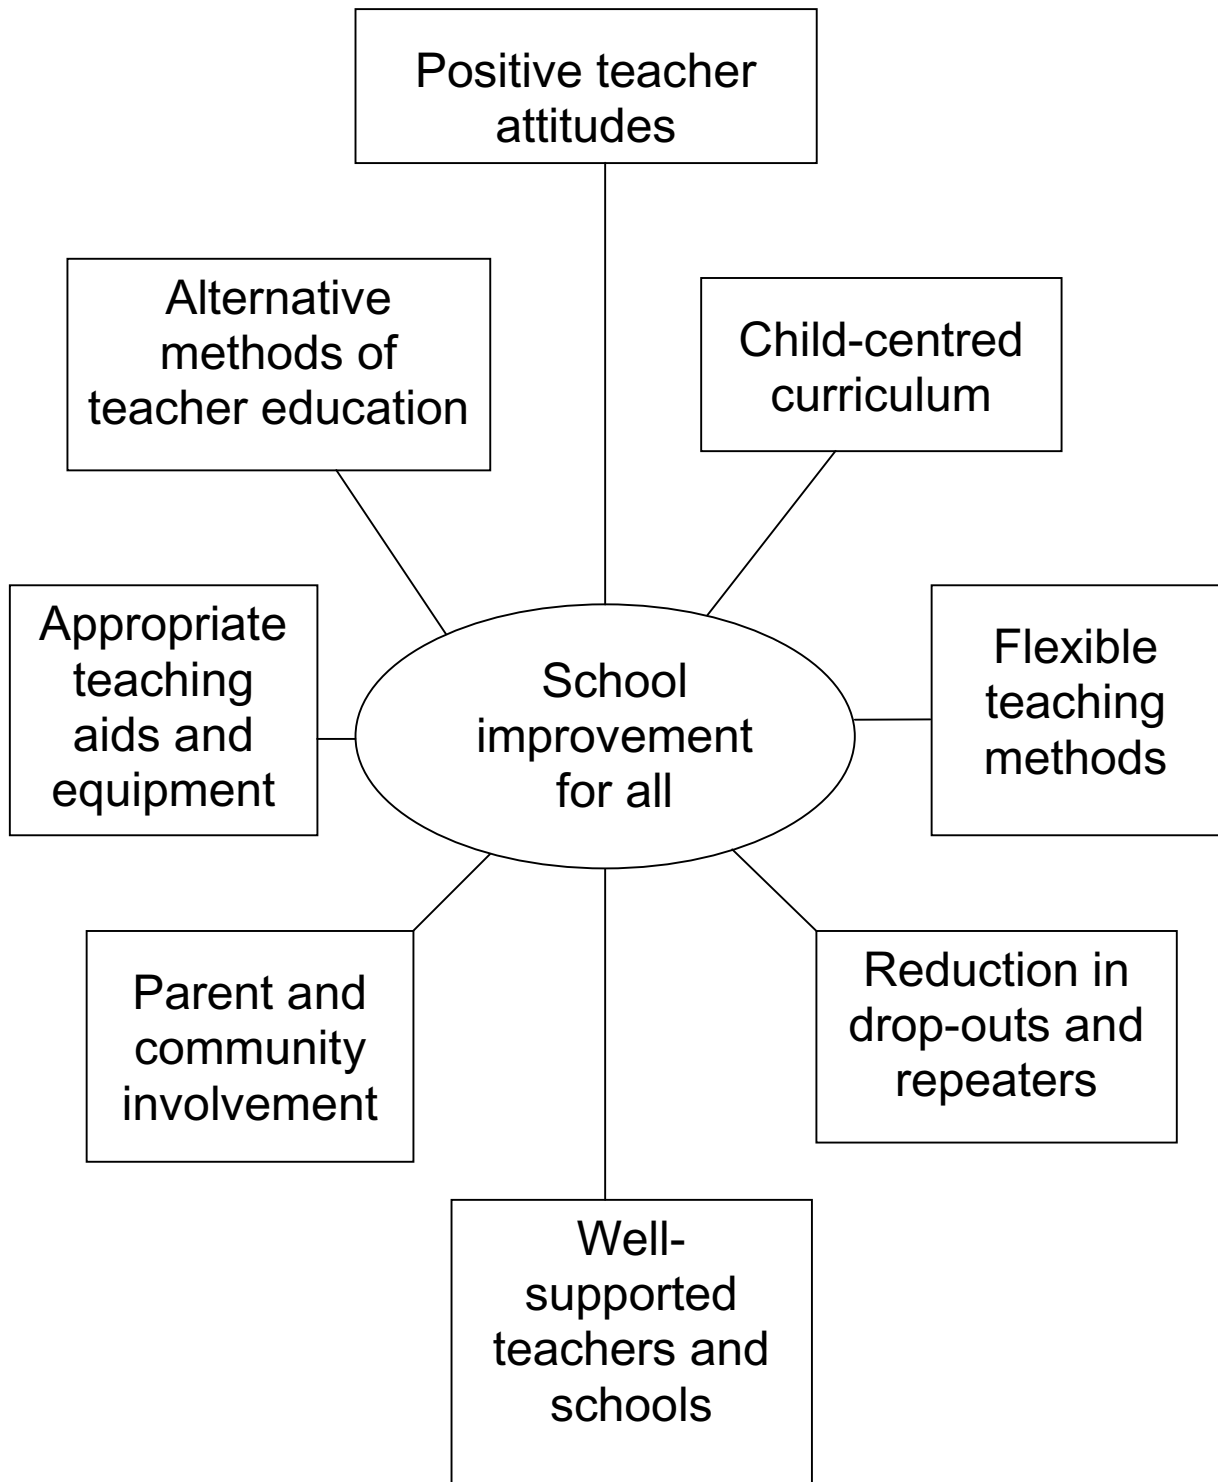 Positive teacher
attitudes
Alternative
methods of
teacher education
Child-centred
curriculum
Appropriate
teaching
aids and
equipment
School
improvement
for all
Flexible
teaching
methods
Parent and
community
involvement
Reduction in
drop-outs and
repeaters
Well-
supported
teachers and
schools